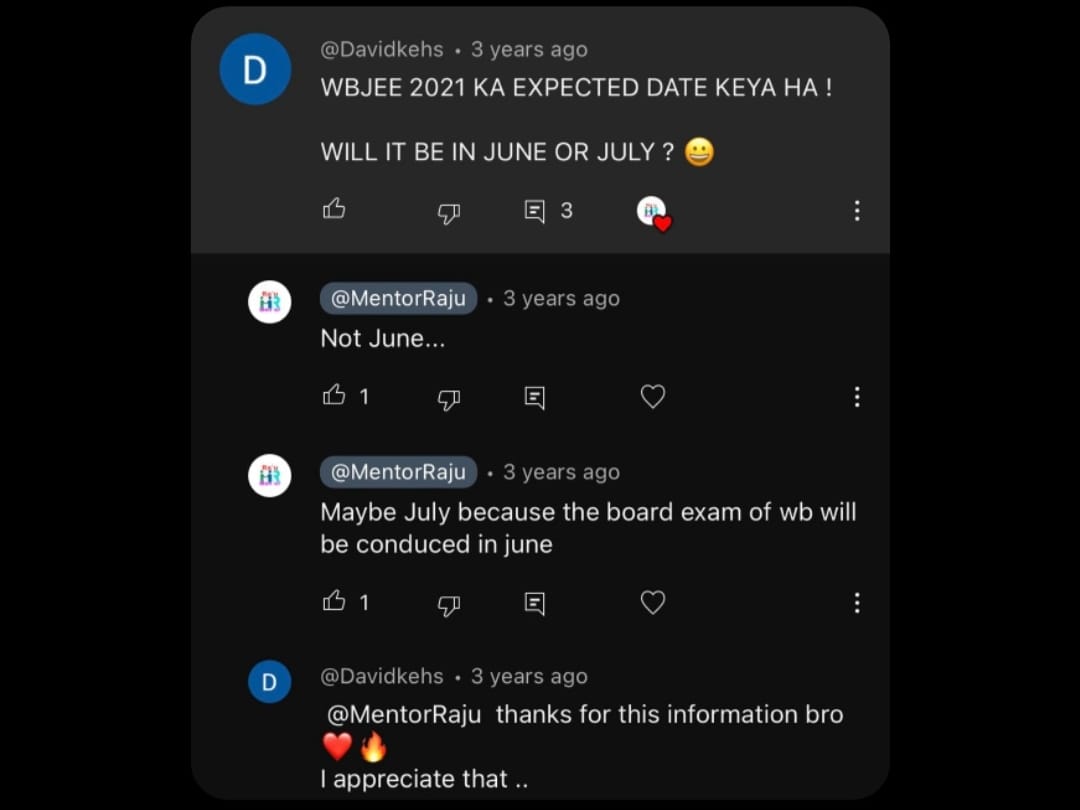 D
@Davidkehs • 3 years ago
WBJEE 2021 KA EXPECTED DATE KEYA HA !
WILL IT BE IN JUNE OR JULY ? 😀
3
@MentorRaju • 3 years ago
Not June...
1
@MentorRaju • 3 years ago
Maybe July because the board exam of wb will
be conduced in june
1
D
@Davidkehs • 3 years ago
@MentorRaju thanks for this information bro
❤️🔥
I appreciate that ..